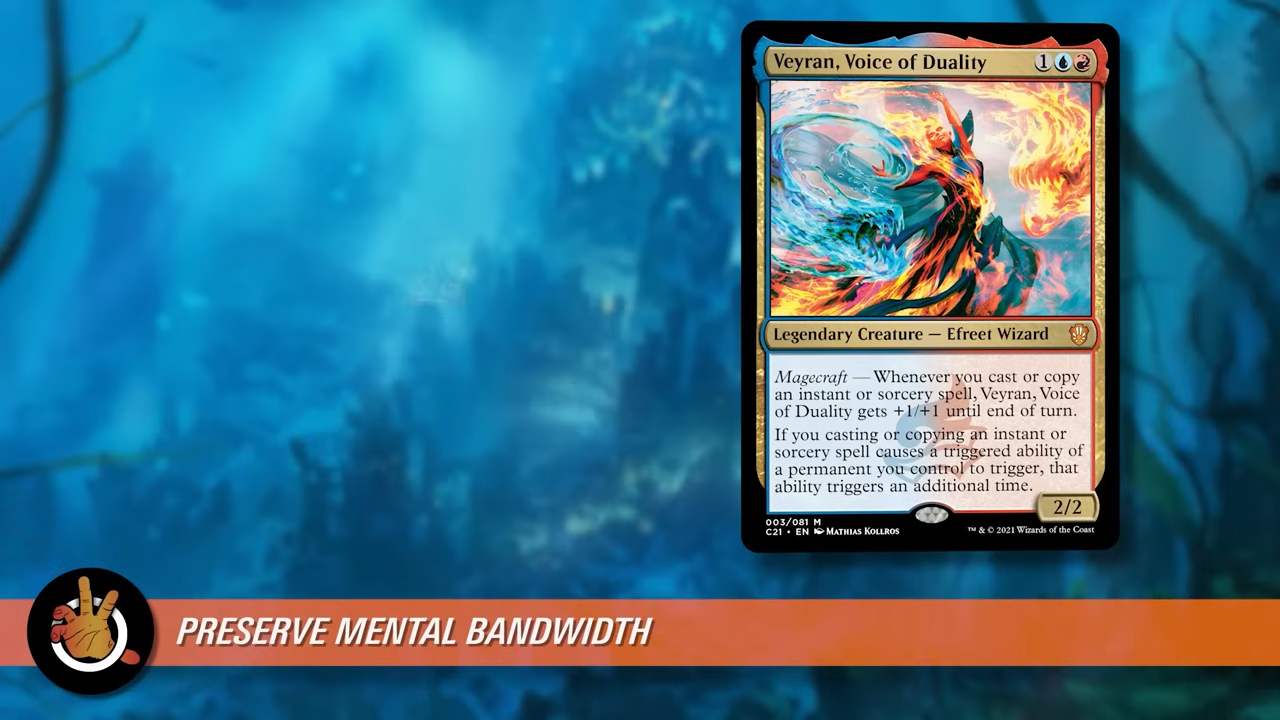 Veyran, Voice of Duality 1
Legendary Creature — Efreet Wizard
Magecraft — Whenever you cast or copy
an instant or sorcery spell, Veyran, Voice
of Duality gets +1/+1 until end of turn.
If you casting or copying an instant or
sorcery spell causes a triggered ability of
a permanent you control to trigger, that
ability triggers an additional time.
2/2
003/081 M
C21 • EN MATHIAS KOLLROS
™ & © 2021 Wizards of the Coast
PRESERVE MENTAL BANDWIDTH